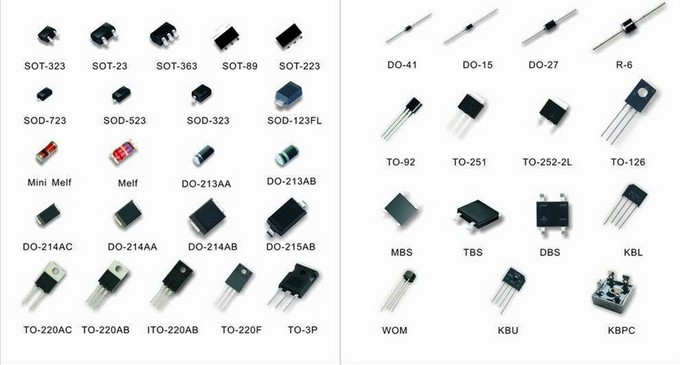 SOT-323 SOT-23 SOT-363 SOT-89 SOT-223
SOD-723 SOD-523 SOD-323 SOD-123FL
Mini Melf Melf DO-213AA DO-213AB
DO-214AC DO-214AA DO-214AB DO-215AB
TO-220AC TO-220AB ITO-220AB TO-220F TO-3P
DO-41 DO-15 DO-27 R-6
TO-92 TO-251 TO-252-2L TO-126
MBS TBS DBS KBL
WOM KBU KBPC